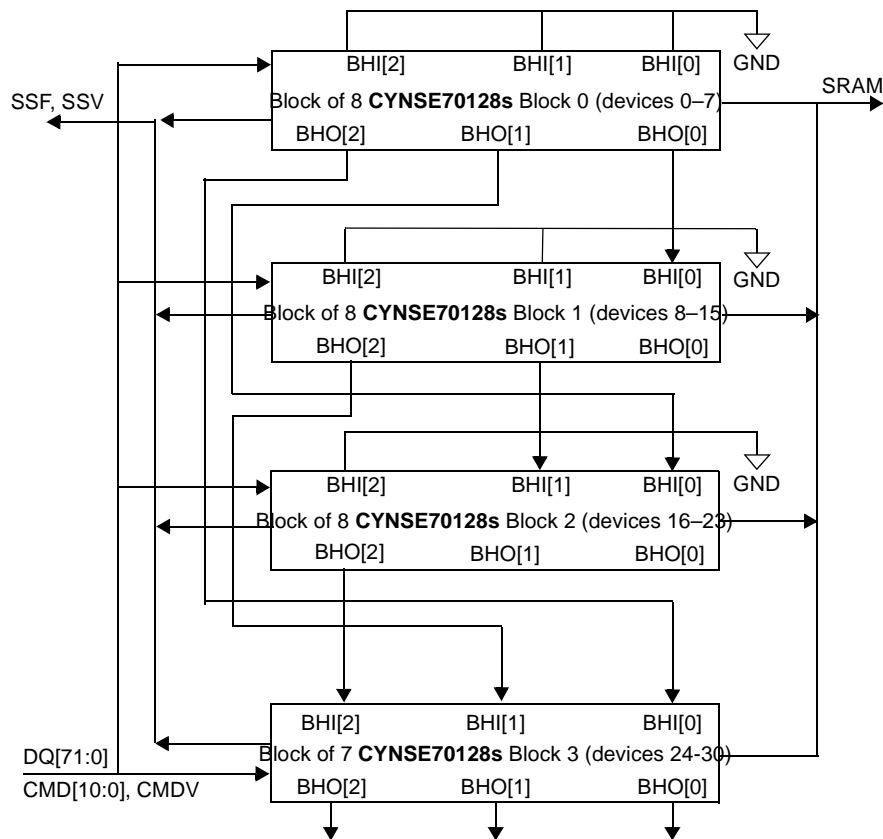 BHI[2] BHI[1] BHI[0] GND
SSF, SSV
Block of 8 CYNSE70128s Block 0 (devices 0–7)
SRAM
BHO[2] BHO[1] BHO[0]
BHI[2] BHI[1] BHI[0] GND
Block of 8 CYNSE70128s Block 1 (devices 8–15)
BHO[2] BHO[1] BHO[0]
BHI[2] BHI[1] BHI[0] GND
Block of 8 CYNSE70128s Block 2 (devices 16–23)
BHO[2] BHO[1] BHO[0]
BHI[2] BHI[1] BHI[0]
DQ[71:0]
Block of 7 CYNSE70128s Block 3 (devices 24-30)
CMD[10:0], CMDV
BHO[2] BHO[1] BHO[0]